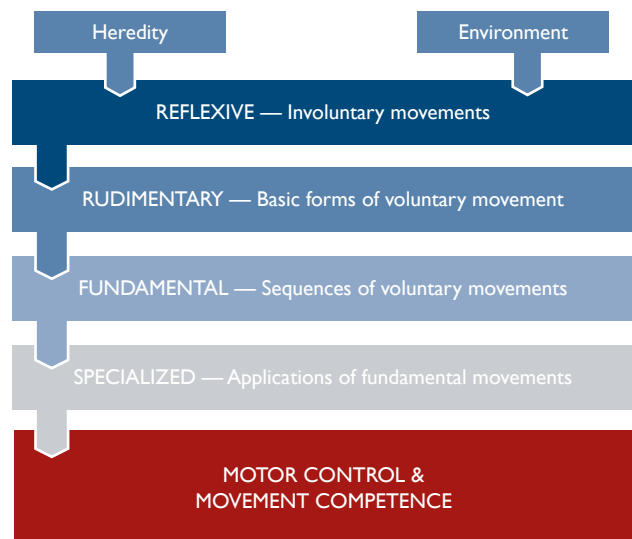 Heredity
Environment
REFLEXIVE — Involuntary movements
RUDIMENTARY — Basic forms of voluntary movement
FUNDAMENTAL — Sequences of voluntary movements
SPECIALIZED — Applications of fundamental movements
MOTOR CONTROL &
MOVEMENT COMPETENCE